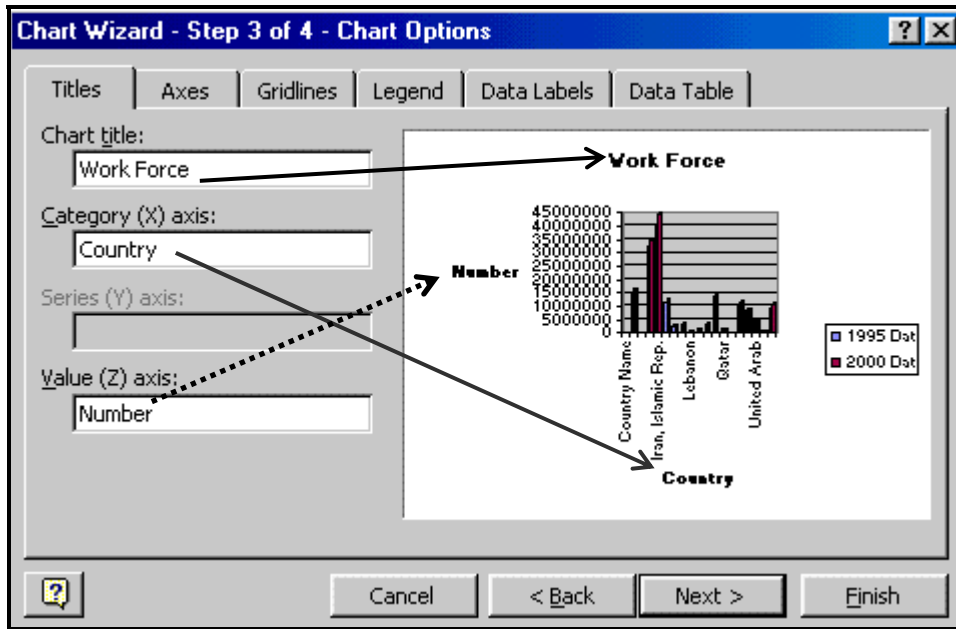 Chart Wizard - Step 3 of 4 - Chart Options
Titles
Axes
Gridlines
Legend
Data Labels
Data Table
Chart title:
Work Force
Category (X) axis:
Country
Series (Y) axis:
Value (Z) axis:
Number
Work Force
Number
45000000
40000000
35000000
30000000
25000000
20000000
15000000
10000000
5000000
0
Country Name
Iran, Islamic Rep.
Lebanon
Qatar
United Arab
Country
1995 Dat
2000 Dat
Cancel
< Back
Next >
Finish